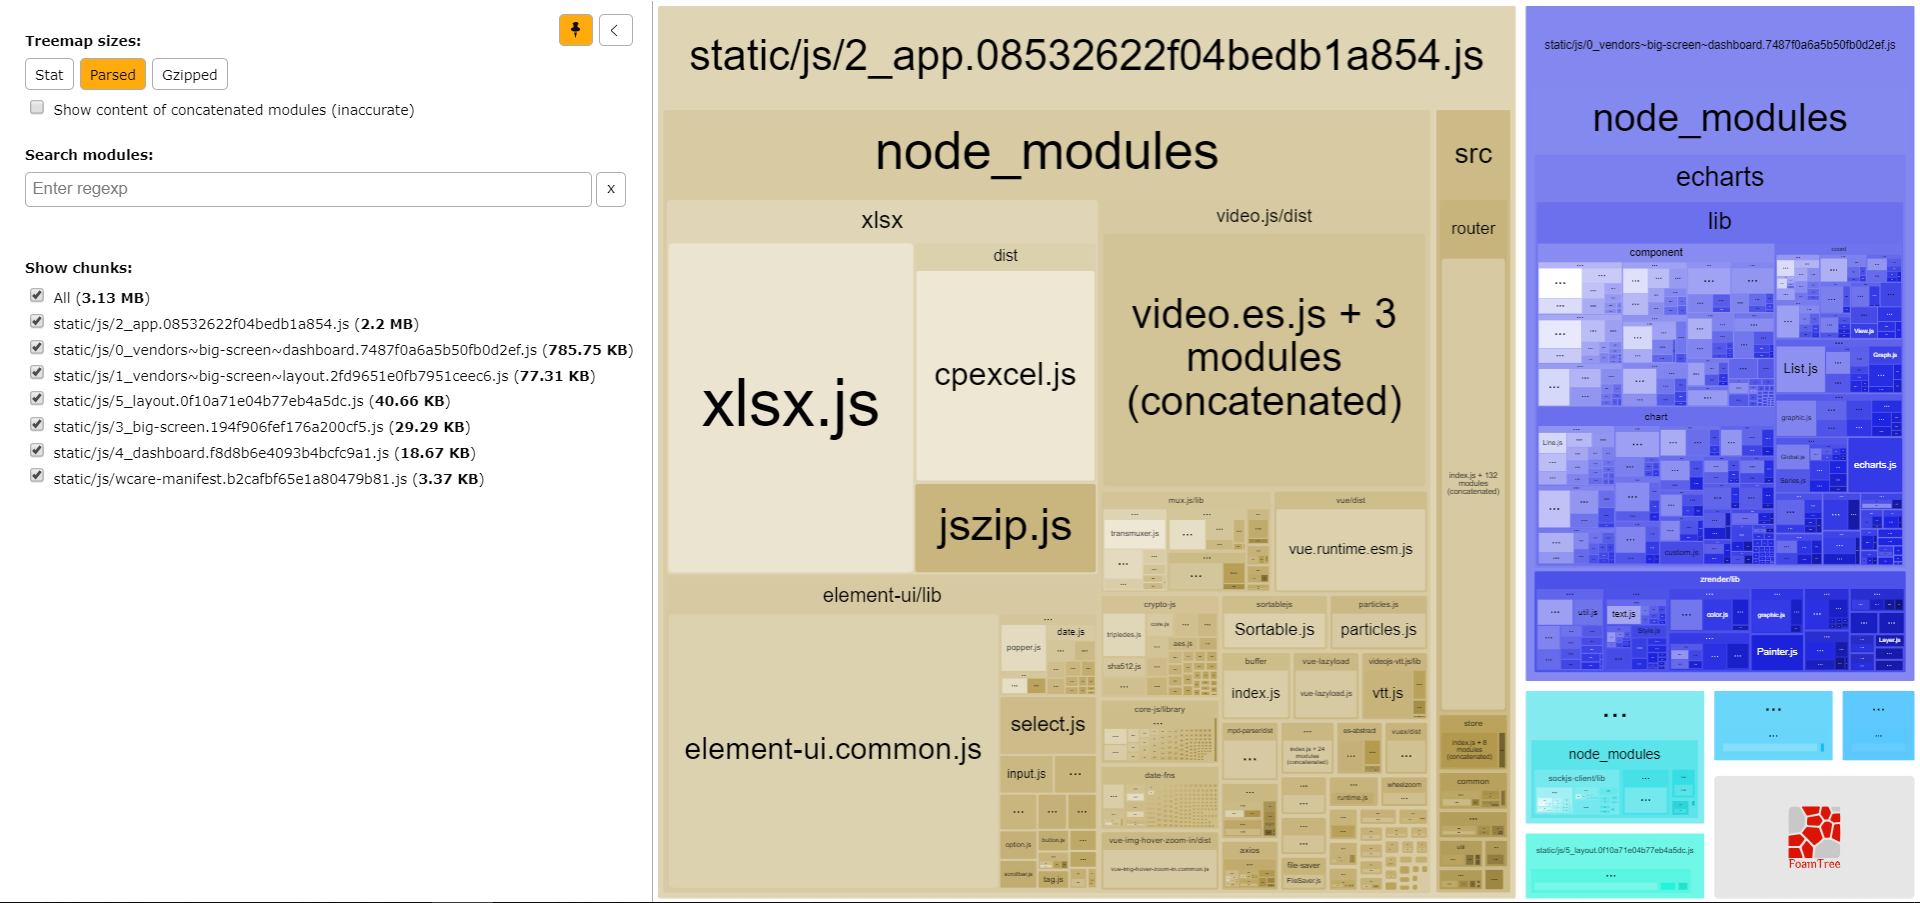 Treemap sizes:
Stat
Parsed
Gzipped
Show content of concatenated modules (inaccurate)
Search modules:
Enter regexp
x
Show chunks:
All (3.13 MB)
static/js/2_app.08532622f04bedb1a854.js (2.2 MB)
static/js/0_vendors~big-screen~dashboard.7487f0a6a5b50fb0d2ef.js (785.75 KB)
static/js/1_vendors~big-screen~layout.2fd9651e0fb7951ceec6.js (77.31 KB)
static/js/5_layout.0f10a71e04b77eb4a5dc.js (40.66 KB)
static/js/3_big-screen.194f906fef176a200cf5.js (29.29 KB)
static/js/4_dashboard.f8d8b6e4093b4bcfc9a1.js (18.67 KB)
static/js/wcare-manifest.b2cafbf65e1a80479b81.js (3.37 KB)
static/js/2_app.08532622f04bedb1a854.js
node_modules
xlsx
xlsx.js
dist
cpexcel.js
jszip.js
element-ui/lib
element-ui.common.js
...
popper.js
date.js
select.js
input.js
option.js
button.js
scrollbar.js
tag.js
video.js/dist
video.es.js + 3
modules
(concatenated)
mux.js/lib
transmuxer.js
vue/dist
vue.runtime.esm.js
crypto-js
tripledes.js
core.js
aes.js
sha512.js
sortablejs
Sortable.js
particles.js
particles.js
buffer
index.js
vue-lazyload
vue-lazyload.js
videojs-vtt.js/lib
vtt.js
core-js/library
date-fns
vue-img-hover-zoom-in/dist
vue-img-hover-zoom-in.common.js
mpd-parser/dist
index.js + 24
modules
(concatenated)
es-abstract
vuex/dist
runtime.js
wheelzoom
axios
file-saver
FileSaver.js
src
router
index.js + 132
modules
(concatenated)
store
index.js + 8
modules
(concatenated)
common
util
static/js/0_vendors~big-screen~dashboard.7487f0a6a5b50fb0d2ef.js
node_modules
echarts
lib
component
coord
View.js
List.js
Graph.js
graphic.js
chart
Line.js
custom.js
Global.js
Series.js
echarts.js
zrender/lib
util.js
text.js
Style.js
color.js
graphic.js
Painter.js
Layer.js
...
node_modules
sockjs-client/lib
static/js/5_layout.0f10a71e04b77eb4a5dc.js
...
...
FoamTree